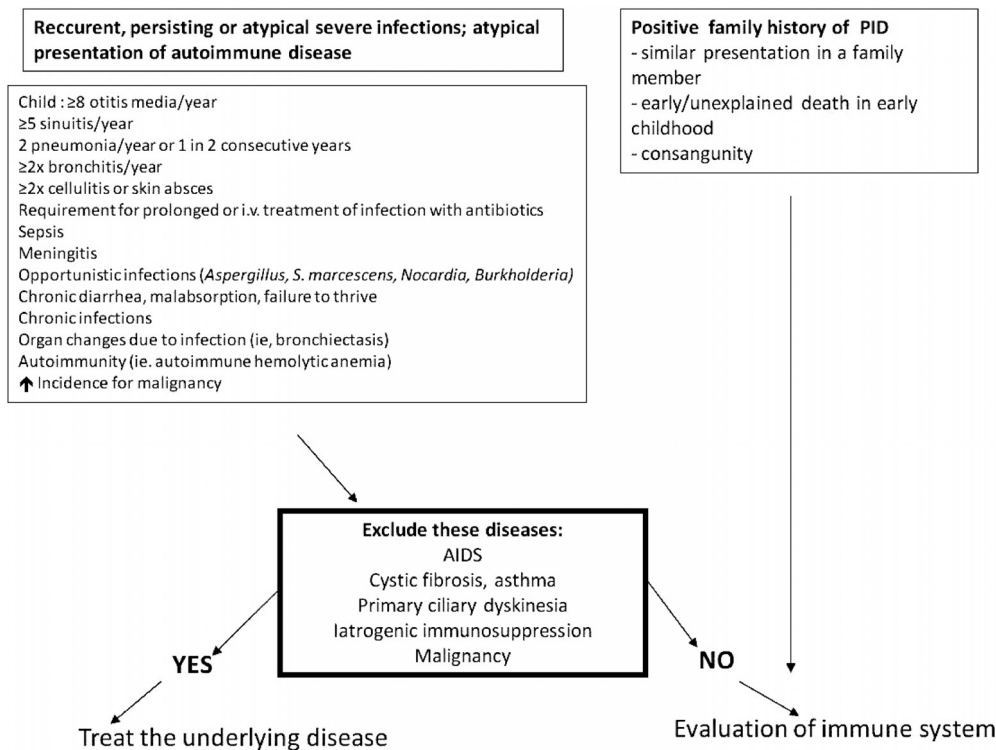 Reccurent, persisting or atypical severe infections; atypical
presentation of autoimmune disease
Child : ≥8 otitis media/year
≥5 sinuitis/year
2 pneumonia/year or 1 in 2 consecutive years
≥2x bronchitis/year
≥2x cellulitis or skin absces
Requirement for prolonged or i.v. treatment of infection with antibiotics
Sepsis
Meningitis
Opportunistic infections (Aspergillus, S. marcescens, Nocardia, Burkholderia)
Chronic diarrhea, malabsorption, failure to thrive
Chronic infections
Organ changes due to infection (ie, bronchiectasis)
Autoimmunity (ie. autoimmune hemolytic anemia)
↑ Incidence for malignancy
Positive family history of PID
- similar presentation in a family
member
- early/unexplained death in early
childhood
- consangunity
Exclude these diseases:
AIDS
Cystic fibrosis, asthma
Primary ciliary dyskinesia
Iatrogenic immunosuppression
Malignancy
YES
NO
Treat the underlying disease
Evaluation of immune system